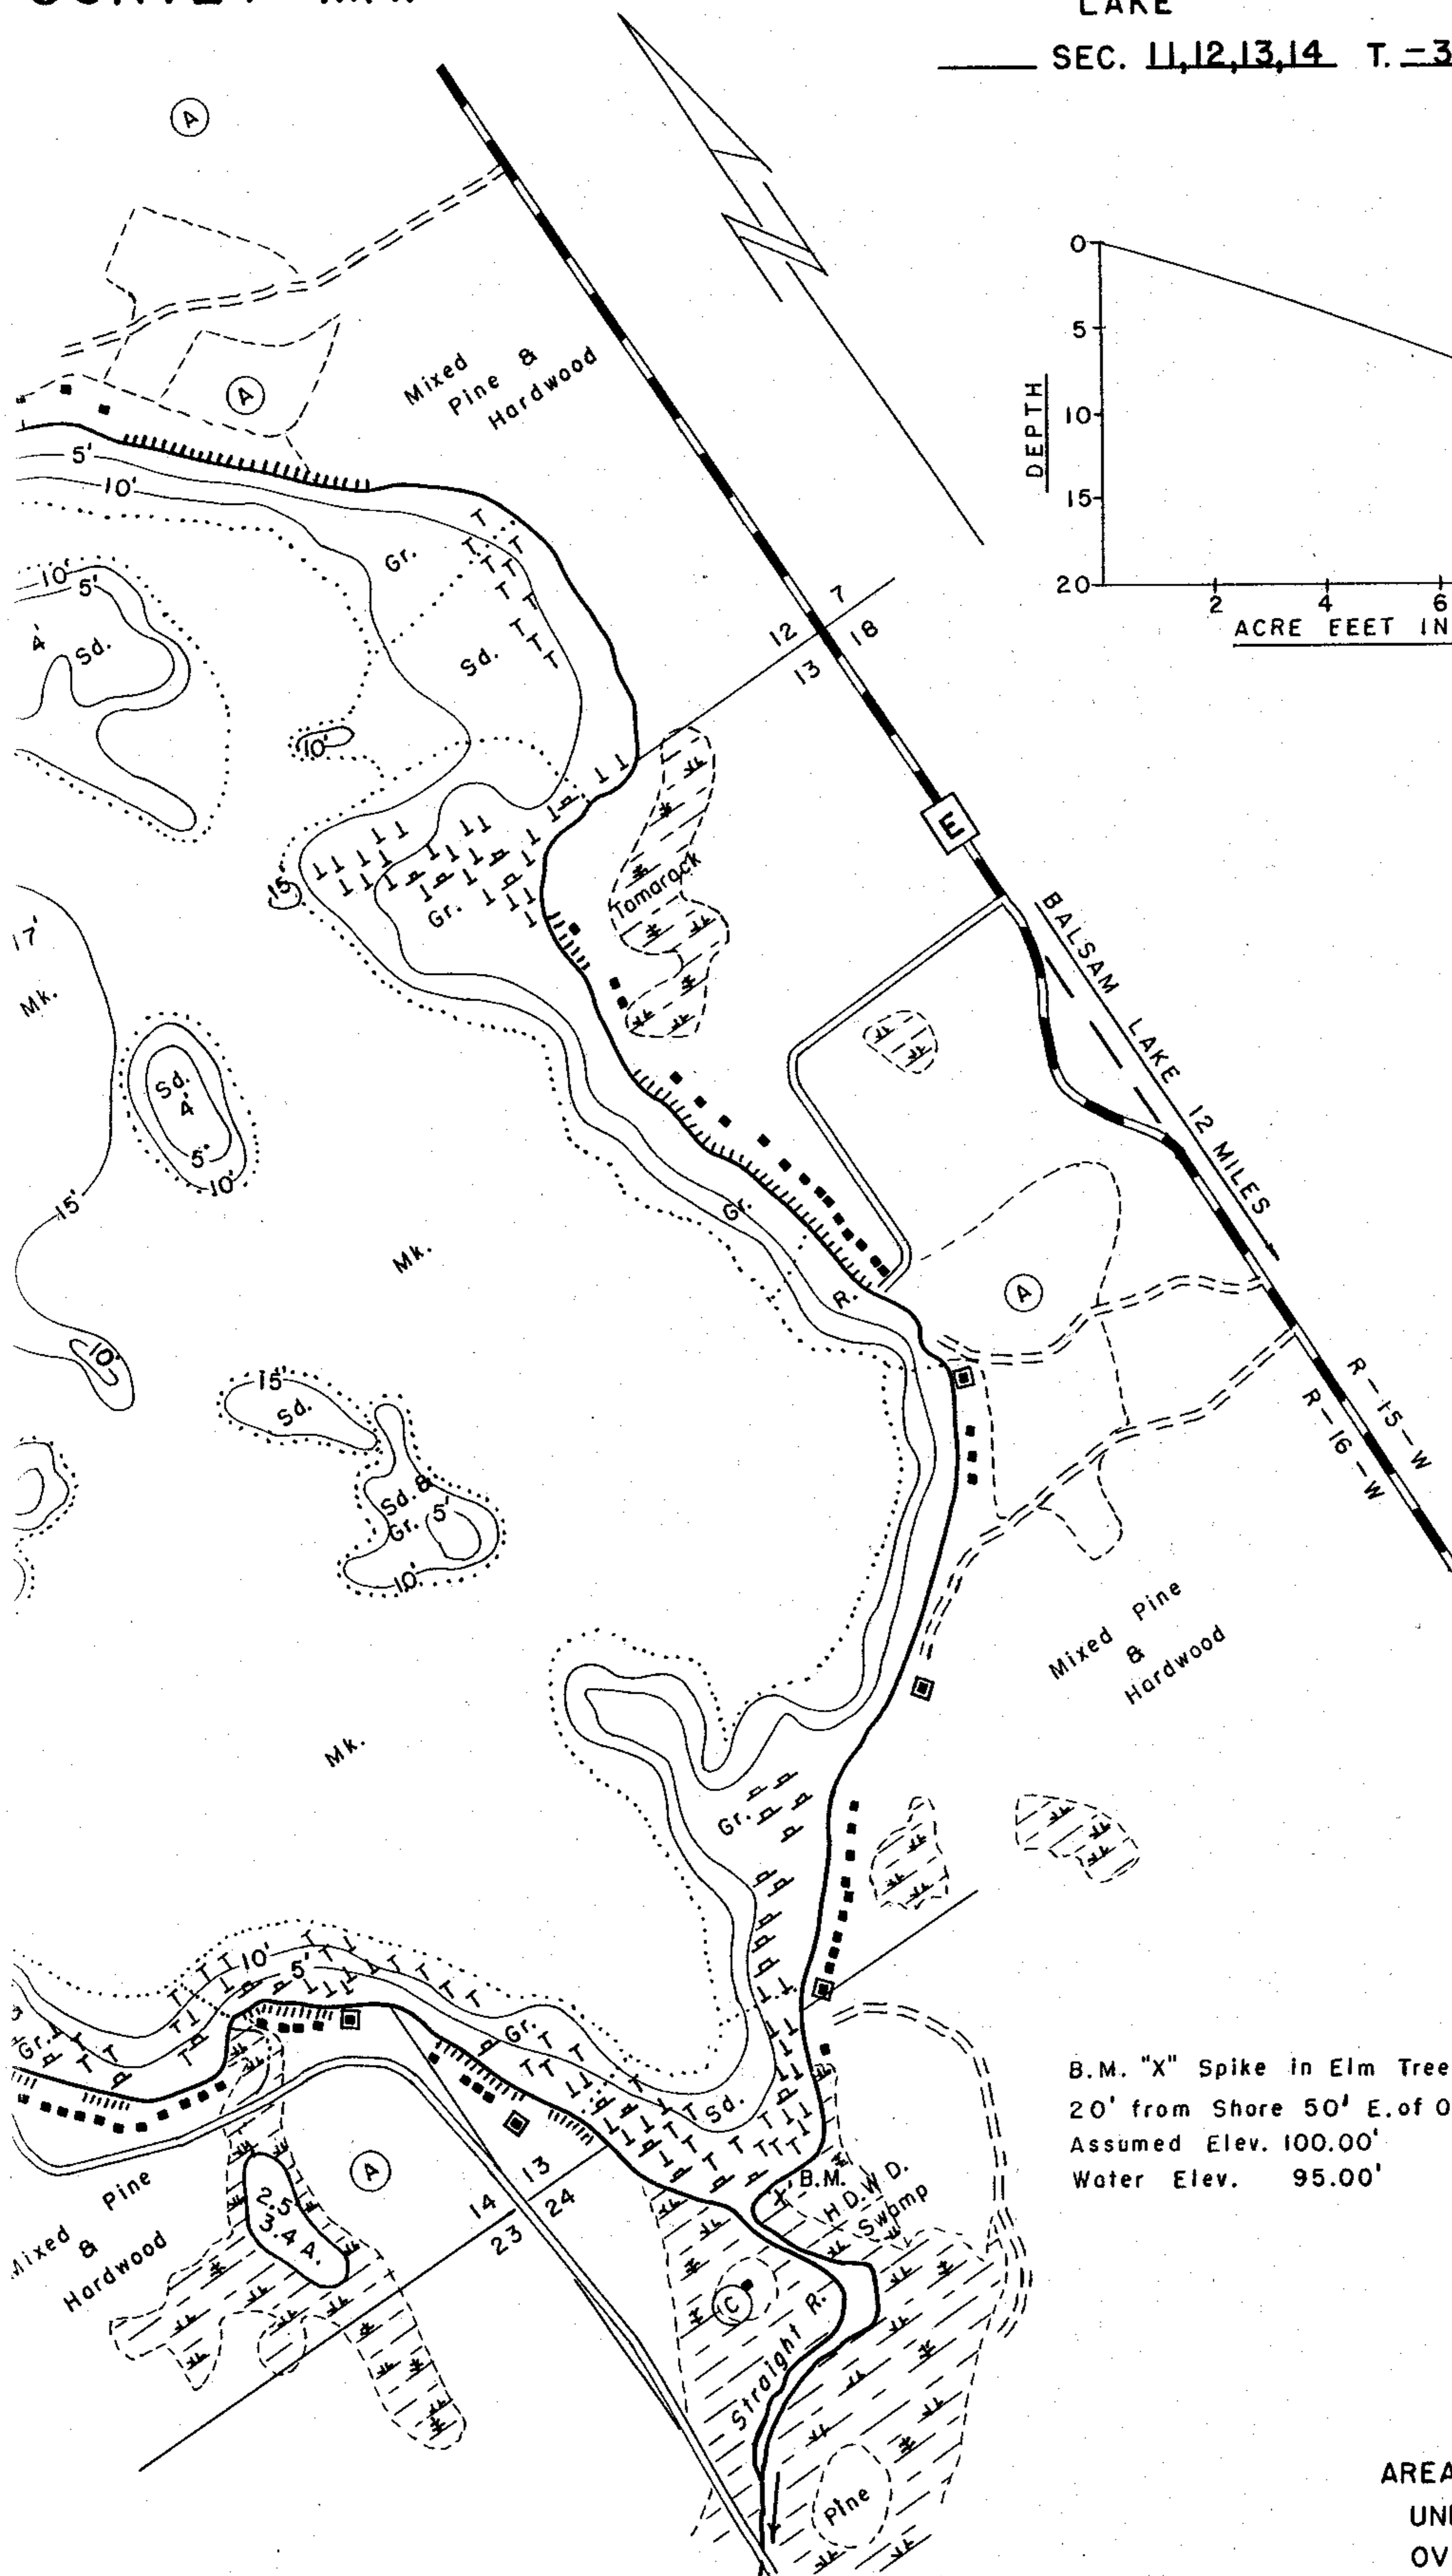 LAKE
SEC. 11,12,13,14 T. -3
A
0
5
10
15
20
DEPTH
2
4
6
ACRE FEET IN
Mixed
Pine &
Hardwood
A
5'
10'
Gr.
10'
5'
4'
Sd.
Sd.
10'
7
12
18
13
E
15'
Gr.
Tamarack
17'
Mk.
BALSAM LAKE 12 MILES
Sd.
4'
5'
10'
15'
Gr.
Mk.
R.
A
10'
15'
Sd.
R-15-W
R-16-W
Sd. &
Gr. 5'
10'
Mixed Pine
&
Hardwood
Mk.
Gr.
10'
5'
Gr.
Gr.
Sd.
B.M. "X" Spike in Elm Tree
20' from Shore 50' E. of O
Assumed Elev. 100.00'
Water Elev. 95.00'
B.M.
H.D.W.D.
Swamp
A
13
14
24
23
2.5'
3.4 A.
Mixed Pine
&
Hardwood
C
Straight R.
Pine
AREA
UN
OV